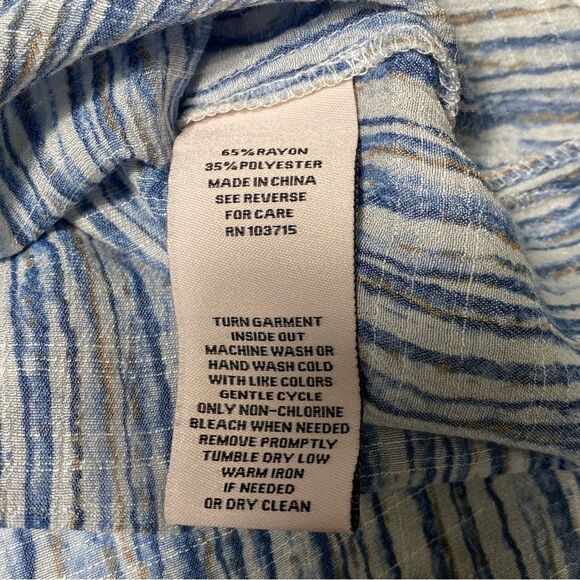 65% RAYON
35% POLYESTER
MADE IN CHINA
SEE REVERSE
FOR CARE
RN 103715
TURN GARMENT
INSIDE OUT
MACHINE WASH OR
HAND WASH COLD
WITH LIKE COLORS
GENTLE CYCLE
ONLY NON-CHLORINE
BLEACH WHEN NEEDED
REMOVE PROMPTLY
TUMBLE DRY LOW
WARM IRON
IF NEEDED
OR DRY CLEAN